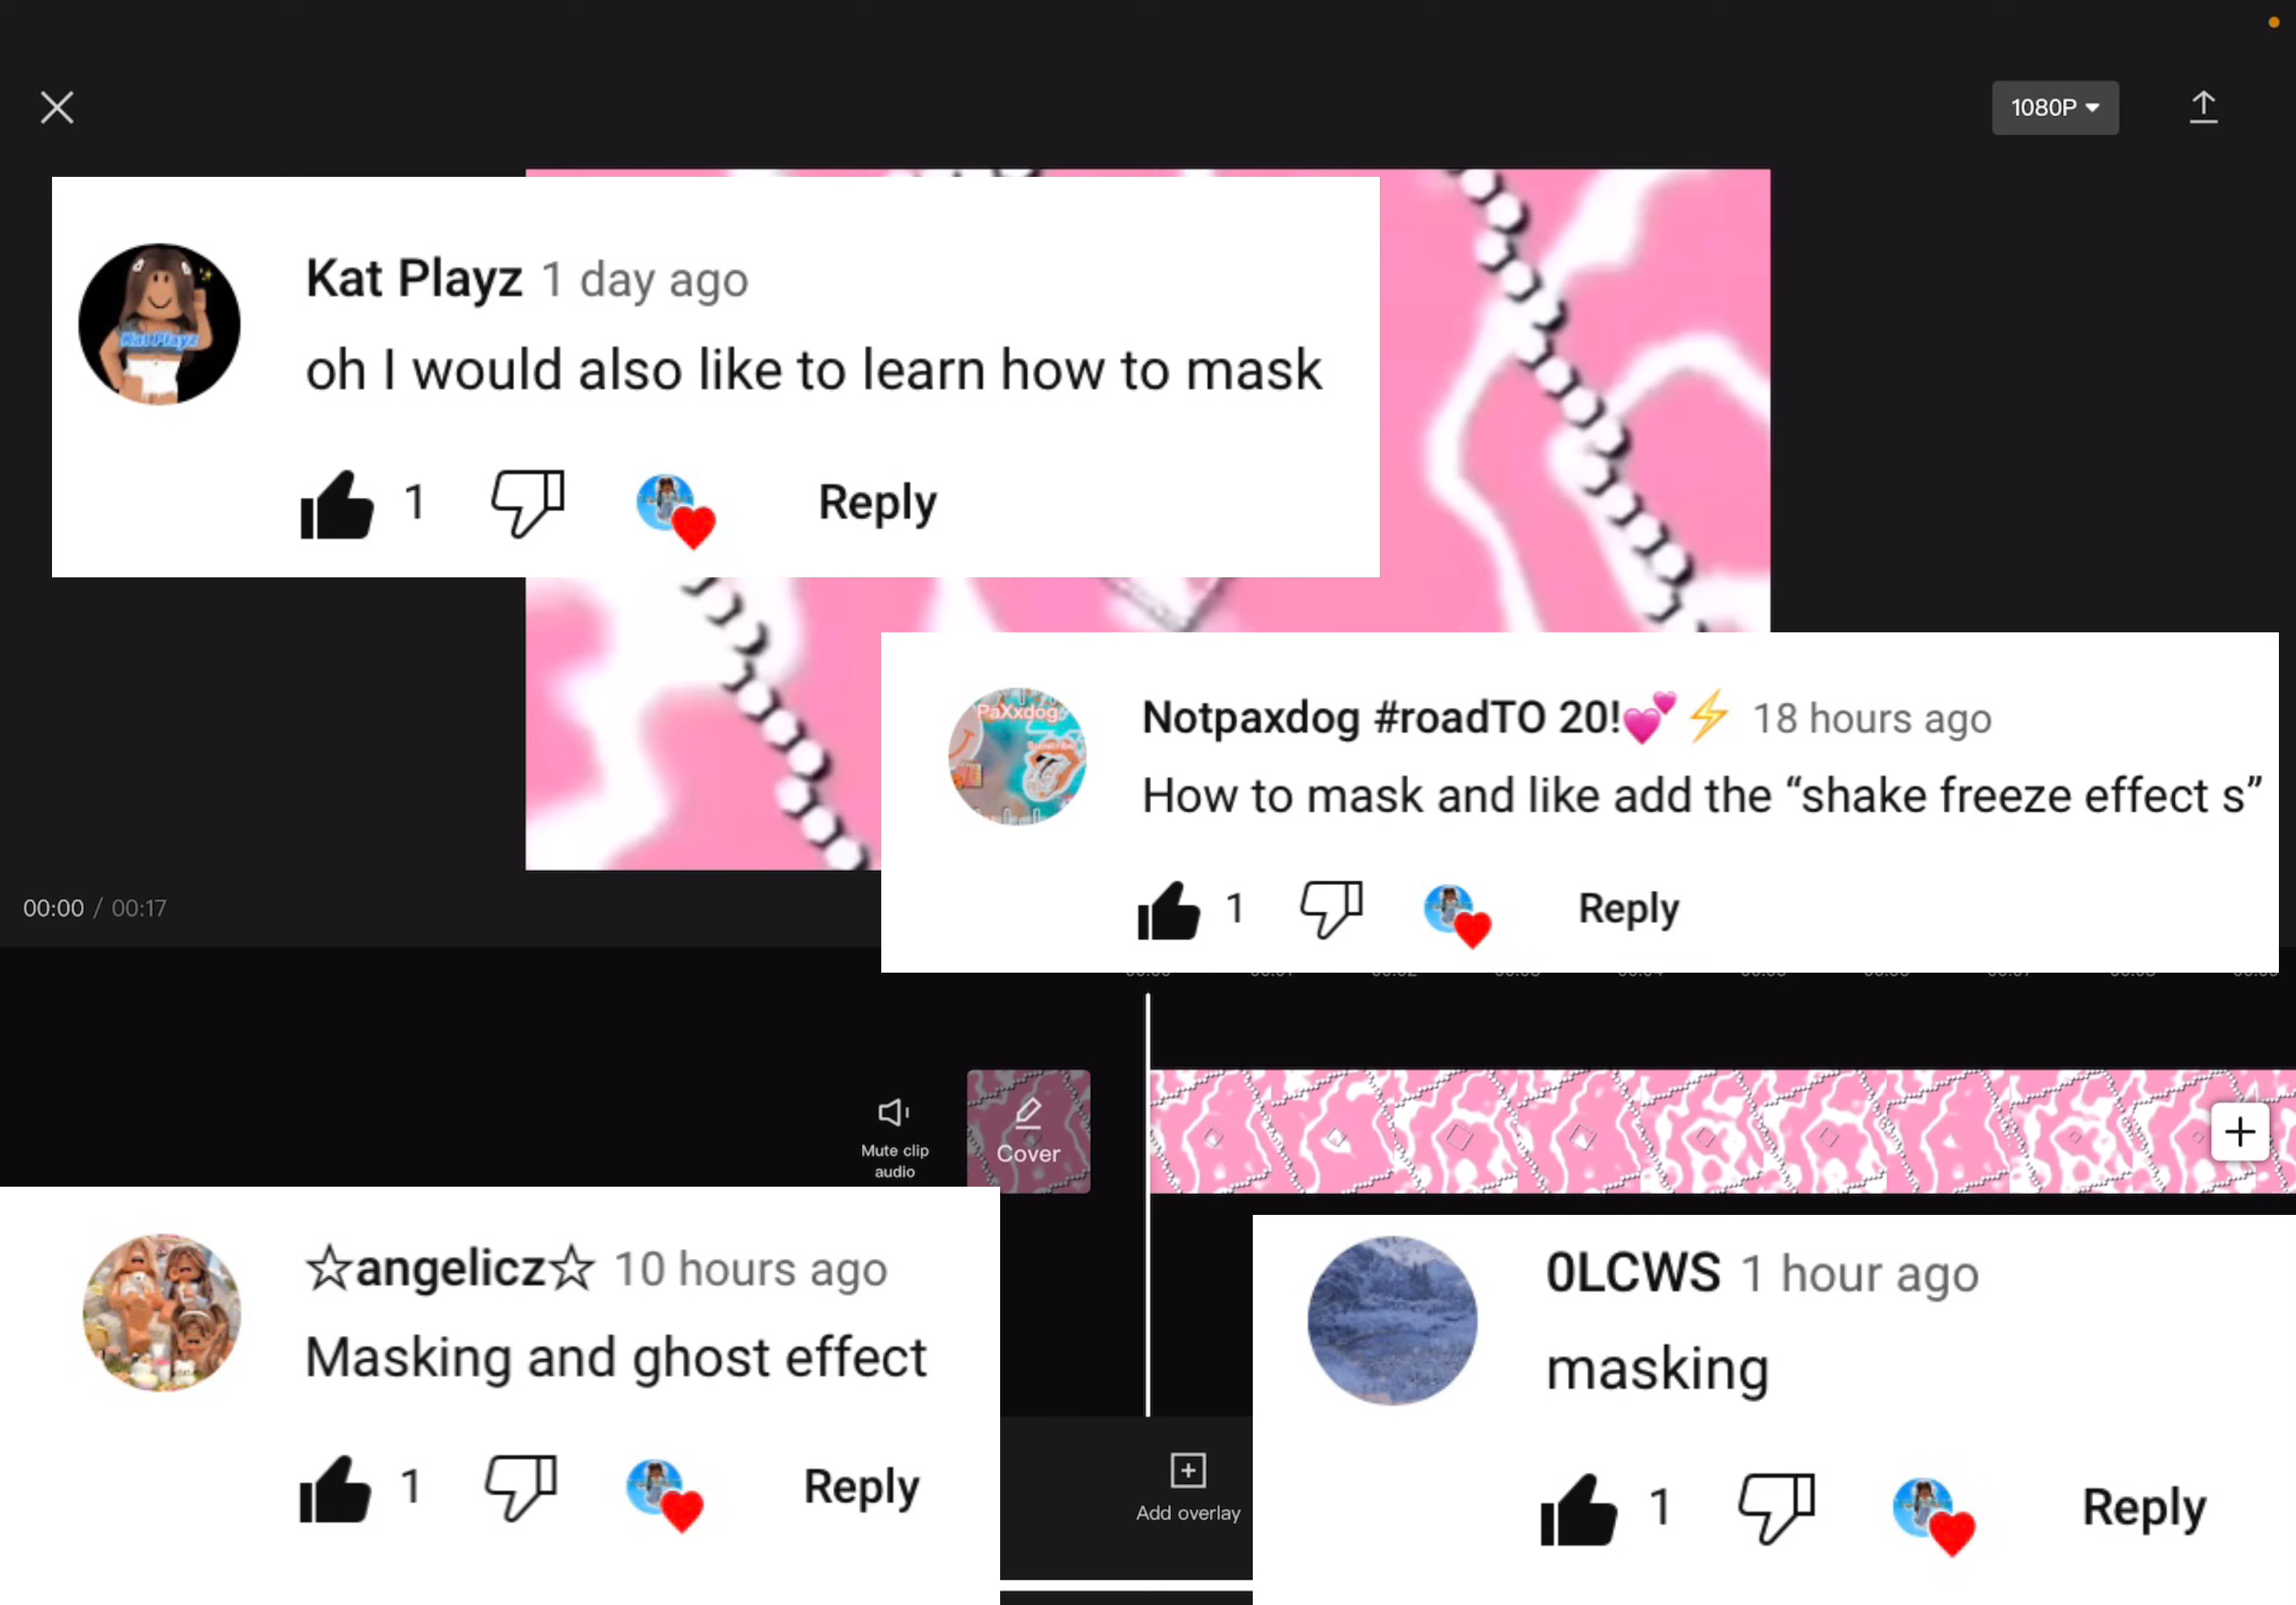 1080P
Kat Playz 1 day ago
oh I would also like to learn how to mask
Kat Playz
1
Reply
PaXxdog
Notpaxdog #roadTO 20!💕⚡ 18 hours ago
How to mask and like add the “shake freeze effect s”
1
Reply
00:00 / 00:17
Mute clip
audio
Cover
☆angelicz☆ 10 hours ago
Masking and ghost effect
1
Reply
Add overlay
0LCWS 1 hour ago
masking
1
Reply